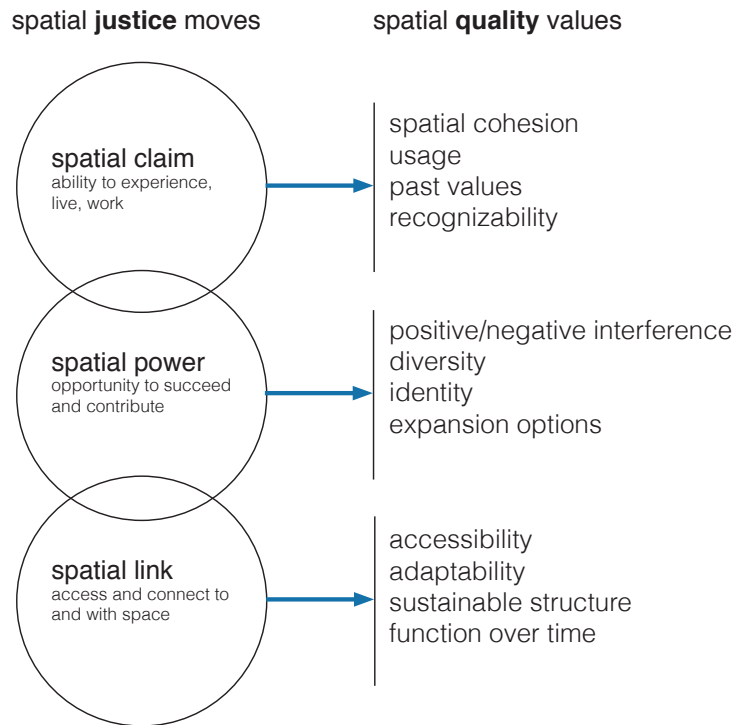 spatial justice moves
spatial quality values
spatial claim
ability to experience,
live, work
spatial cohesion
usage
past values
recognizability
spatial power
opportunity to succeed
and contribute
positive/negative interference
diversity
identity
expansion options
spatial link
access and connect to
and with space
accessibility
adaptability
sustainable structure
function over time